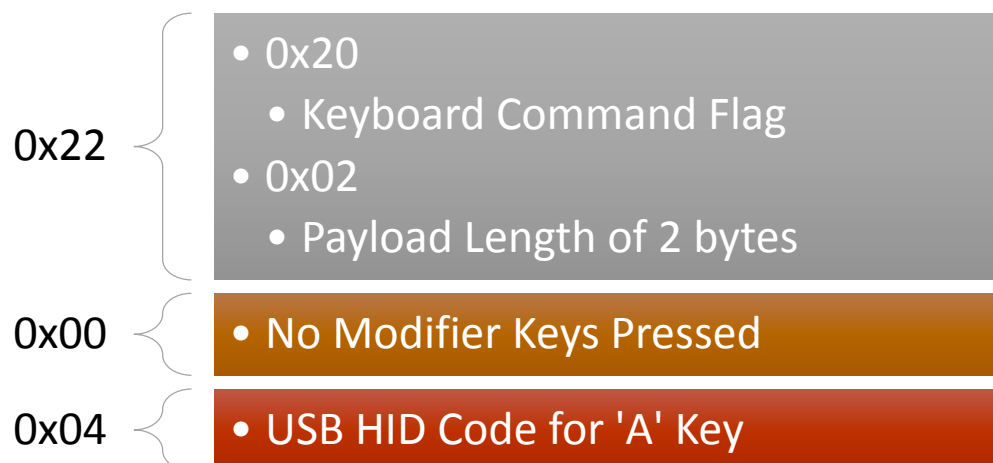 0x22
• 0x20
• Keyboard Command Flag
• 0x02
• Payload Length of 2 bytes
0x00
• No Modifier Keys Pressed
0x04
• USB HID Code for 'A' Key